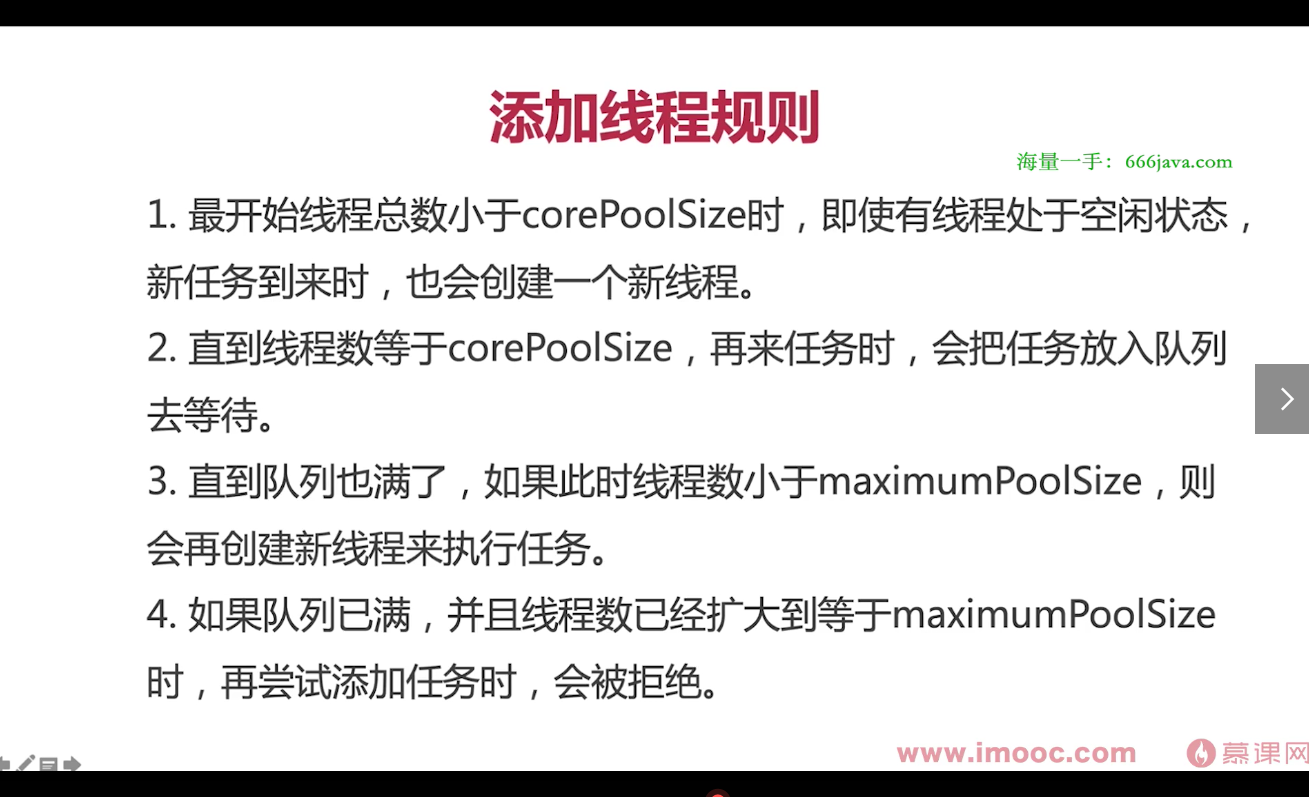 添加线程规则
海量一手：666java.com
1. 最开始线程总数小于corePoolSize时，即使有线程处于空闲状态，
新任务到来时，也会创建一个新线程。
2. 直到线程数等于corePoolSize，再来任务时，会把任务放入队列
去等待。
3. 直到队列也满了，如果此时线程数小于maximumPoolSize，则
会再创建新线程来执行任务。
4. 如果队列已满，并且线程数已经扩大到等于maximumPoolSize
时，再尝试添加任务时，会被拒绝。
www.imooc.com 慕课网